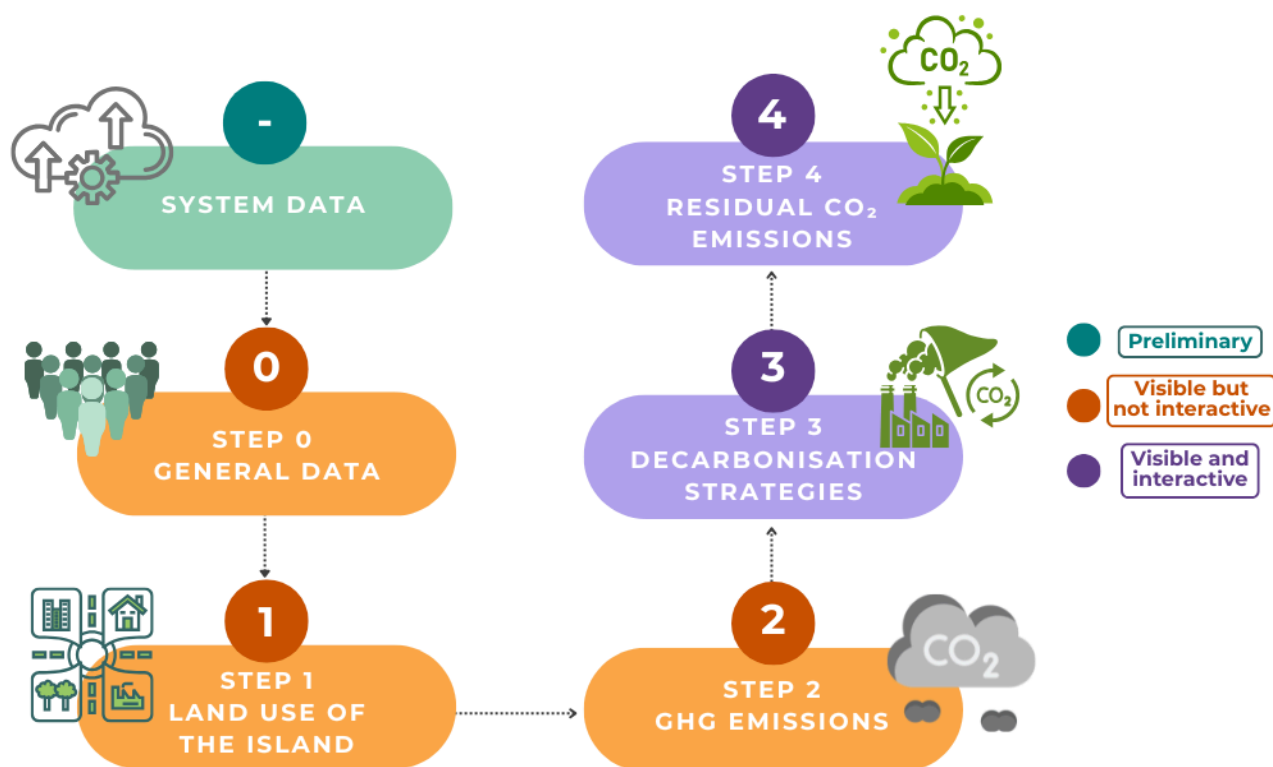 -
SYSTEM DATA
0
STEP 0
GENERAL DATA
1
STEP 1
LAND USE OF
THE ISLAND
2
STEP 2
GHG EMISSIONS
CO2
3
STEP 3
DECARBONISATION
STRATEGIES
CO2
4
STEP 4
RESIDUAL CO₂
EMISSIONS
CO2
Preliminary
Visible but
not interactive
Visible and
interactive